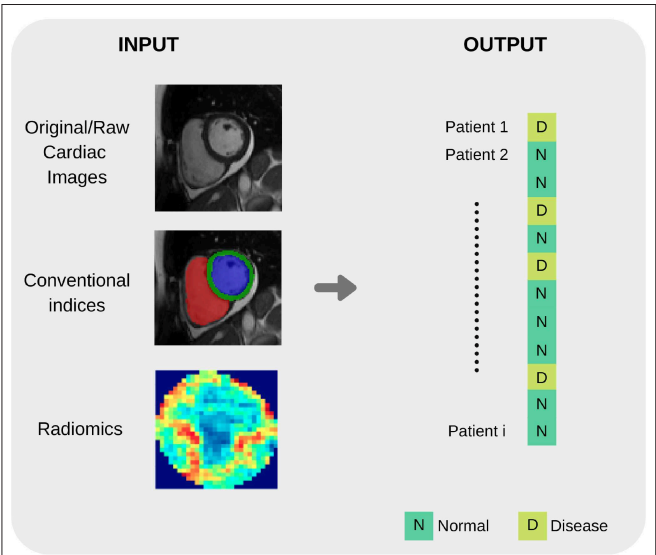 INPUT
OUTPUT
Original/Raw
Cardiac
Images
Conventional
indices
Radiomics
Patient 1 D
Patient 2 N
N
D
N
D
N
N
N
D
N
Patient i N
N Normal D Disease